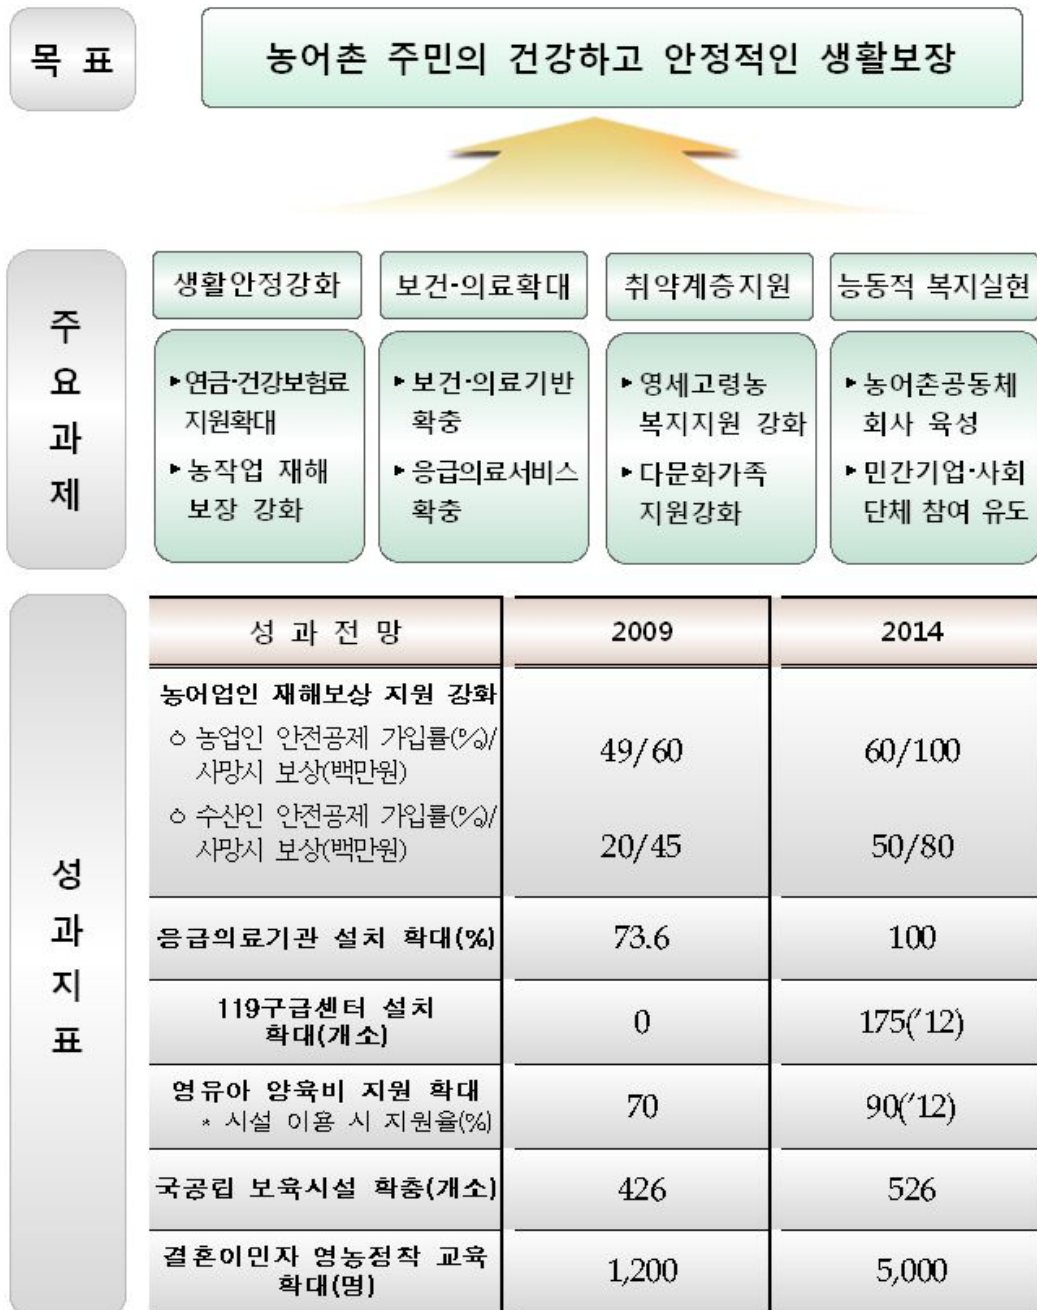 목 표
농어촌 주민의 건강하고 안정적인 생활보장
주요과제
생활안정강화
▸연금·건강보험료
지원확대
▸농작업 재해
보장 강화
보건·의료확대
▸보건·의료기반
확충
▸응급의료서비스
확충
취약계층지원
▸영세고령농
복지지원 강화
▸다문화가족
지원강화
능동적 복지실현
▸농어촌공동체
회사 육성
▸민간기업·사회
단체 참여 유도
성과지표
성 과 전 망 2009 2014
농어업인 재해보상 지원 강화
ㅇ 농업인 안전공제 가입률(%)/
사망시 보상(백만원) 49/60 60/100
ㅇ 수산인 안전공제 가입률(%)/
사망시 보상(백만원) 20/45 50/80
응급의료기관 설치 확대(%) 73.6 100
119구급센터 설치
확대(개소) 0 175('12)
영유아 양육비 지원 확대
* 시설 이용 시 지원율(%) 70 90('12)
국공립 보육시설 확충(개소) 426 526
결혼이민자 영농정착 교육
확대(명) 1,200 5,000